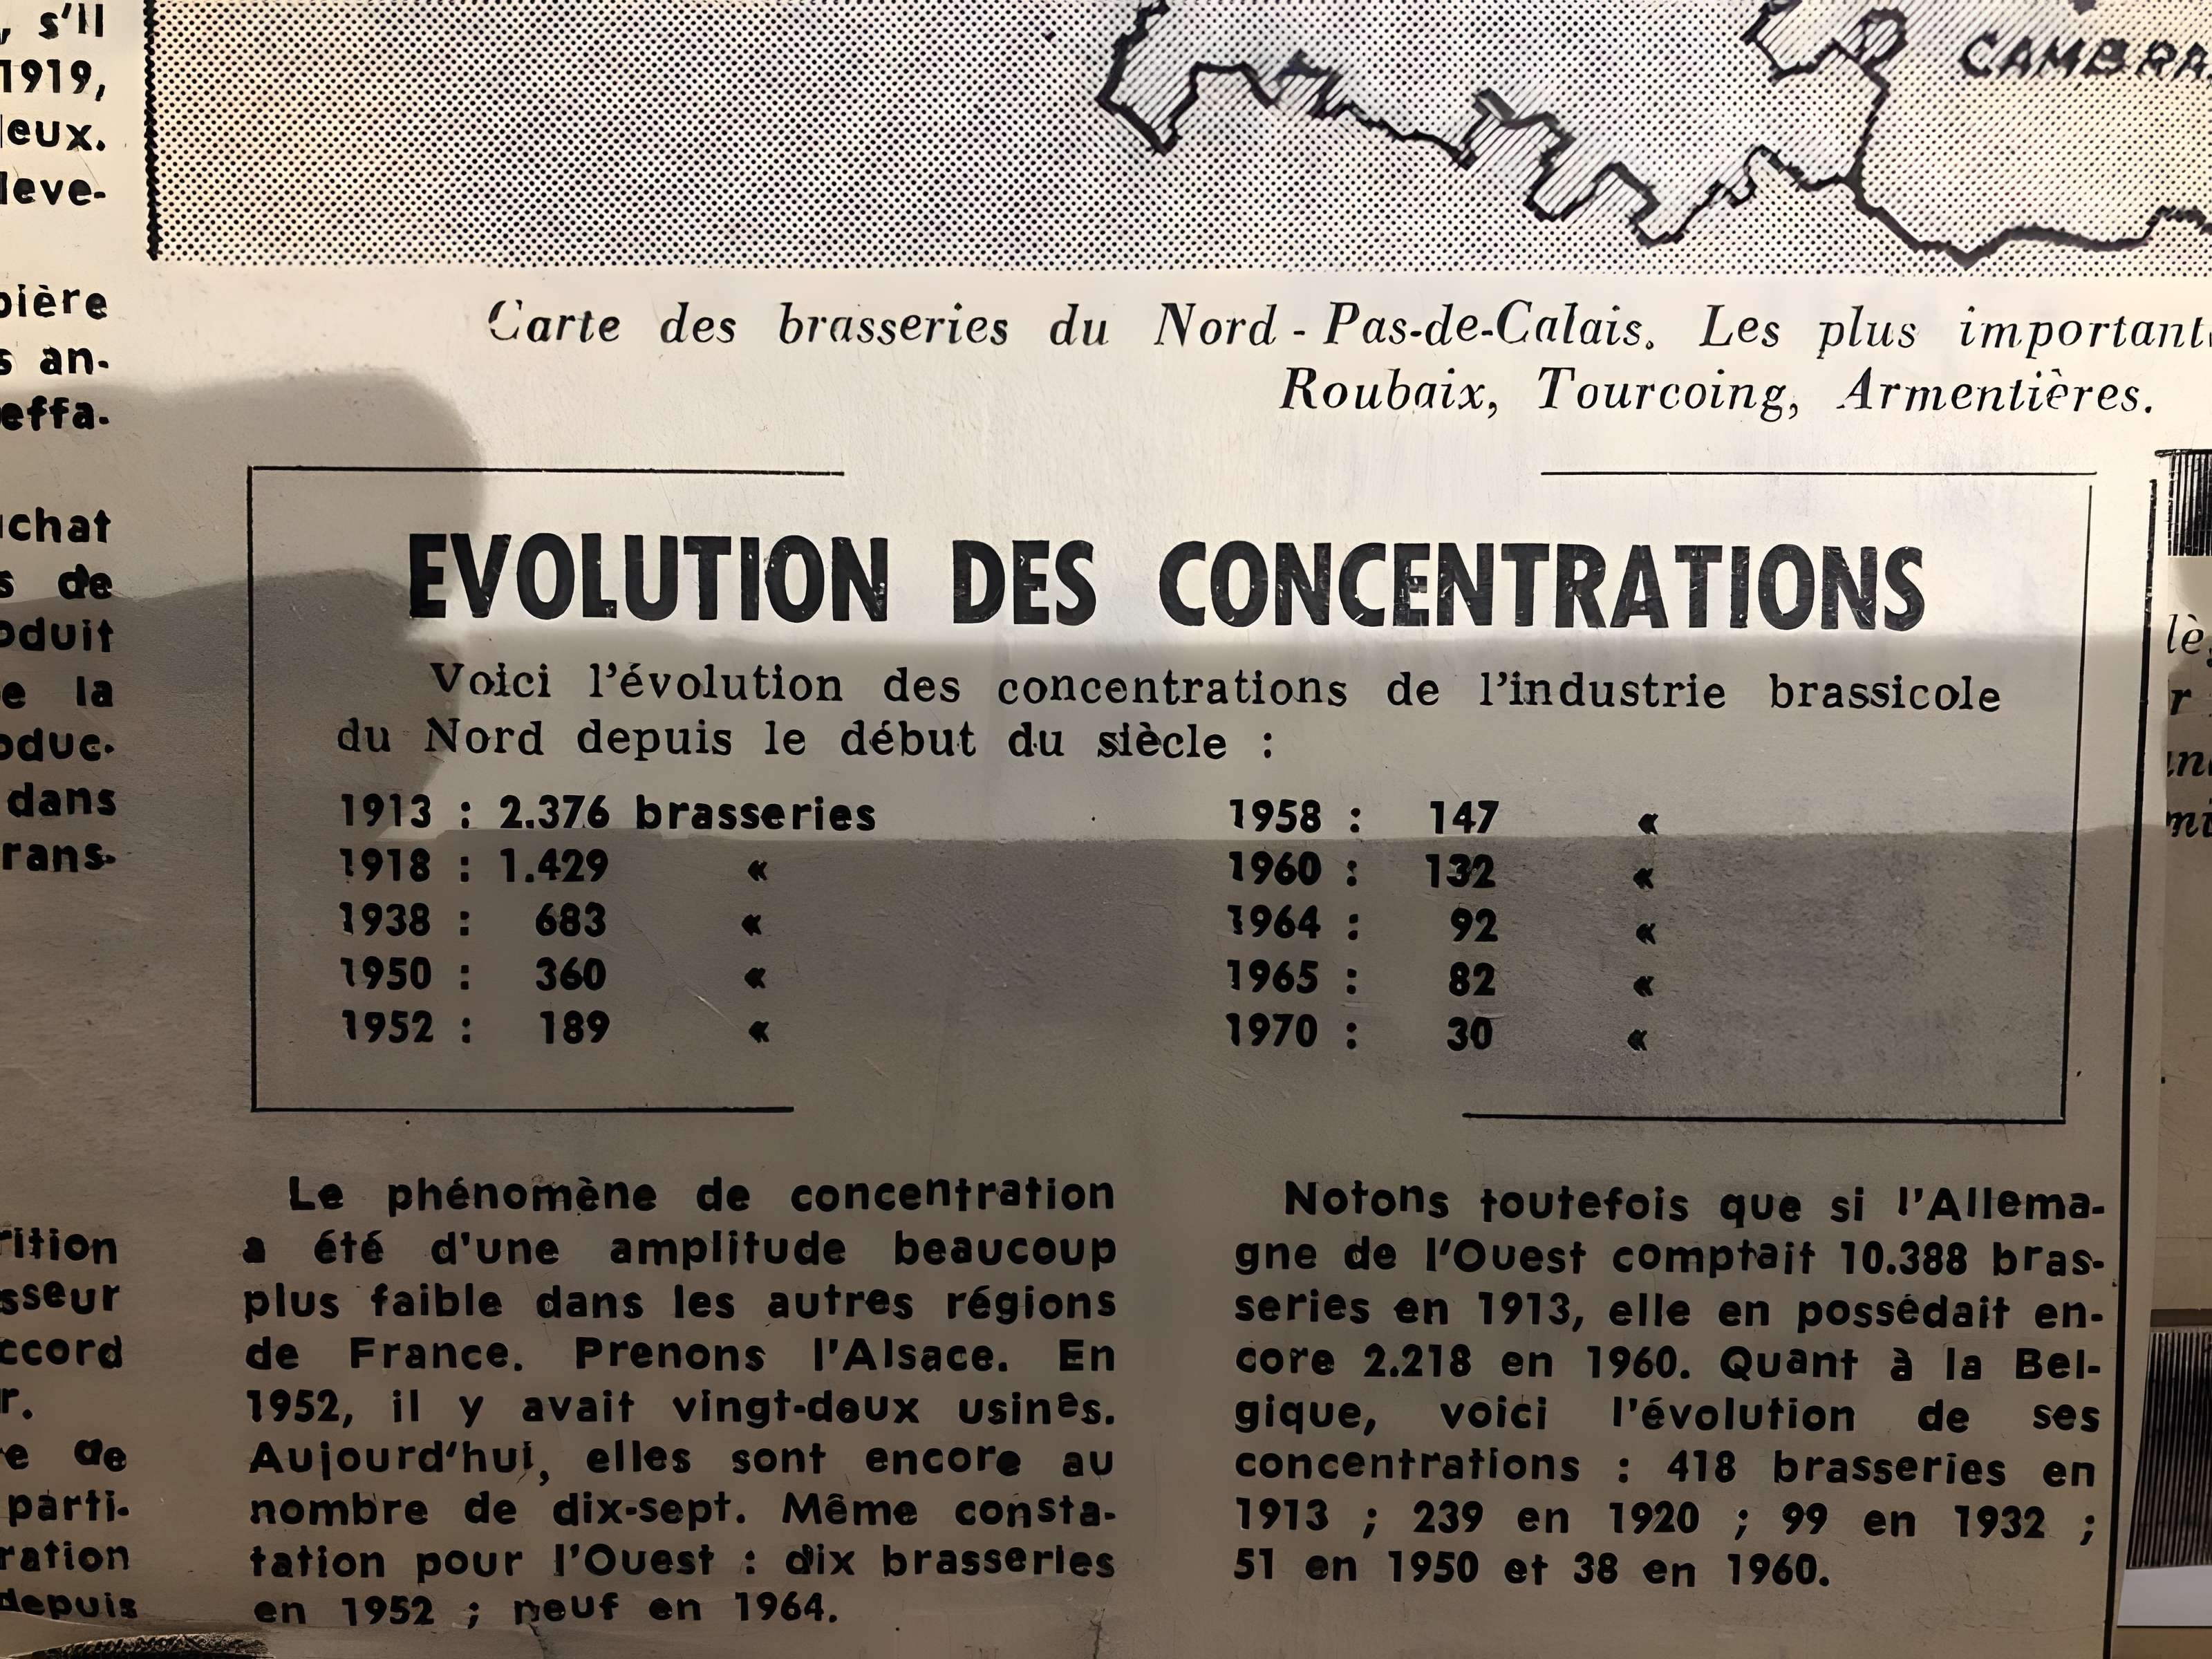 s'il
1919,
bière
s an-
effa-
s de
la
dans
CAMBRA
Carte des brasseries du Nord - Pas-de-Calais. Les plus important
Roubaix, Tourcoing, Armentières.
EVOLUTION DES CONCENTRATIONS
Voici l'évolution des concentrations de l'industrie brassicole
du Nord depuis le début du siècle :
1913 : 2.376 brasseries
1918 : 1.429 «
1938 : 683 «
1950 : 360 «
1952 : 189 «
1958 : 147 «
1960 : 132 «
1964 : 92 «
1965 : 82 «
1970 : 30 «
Le phénomène de concentration
a été d'une amplitude beaucoup
plus faible dans les autres régions
de France. Prenons l'Alsace. En
1952, il y avait vingt-deux usines.
Aujourd'hui, elles sont encore au
nombre de dix-sept. Même consta-
tation pour l'Ouest : dix brasseries
en 1952 ; neuf en 1964.
Notons toutefois que si l'Allema-
gne de l'Ouest comptait 10.388 bras-
series en 1913, elle en possédait en-
core 2.218 en 1960. Quant à la Bel-
gique, voici l'évolution de ses
concentrations : 418 brasseries en
1913 ; 239 en 1920 ; 99 en 1932 ;
51 en 1950 et 38 en 1960.